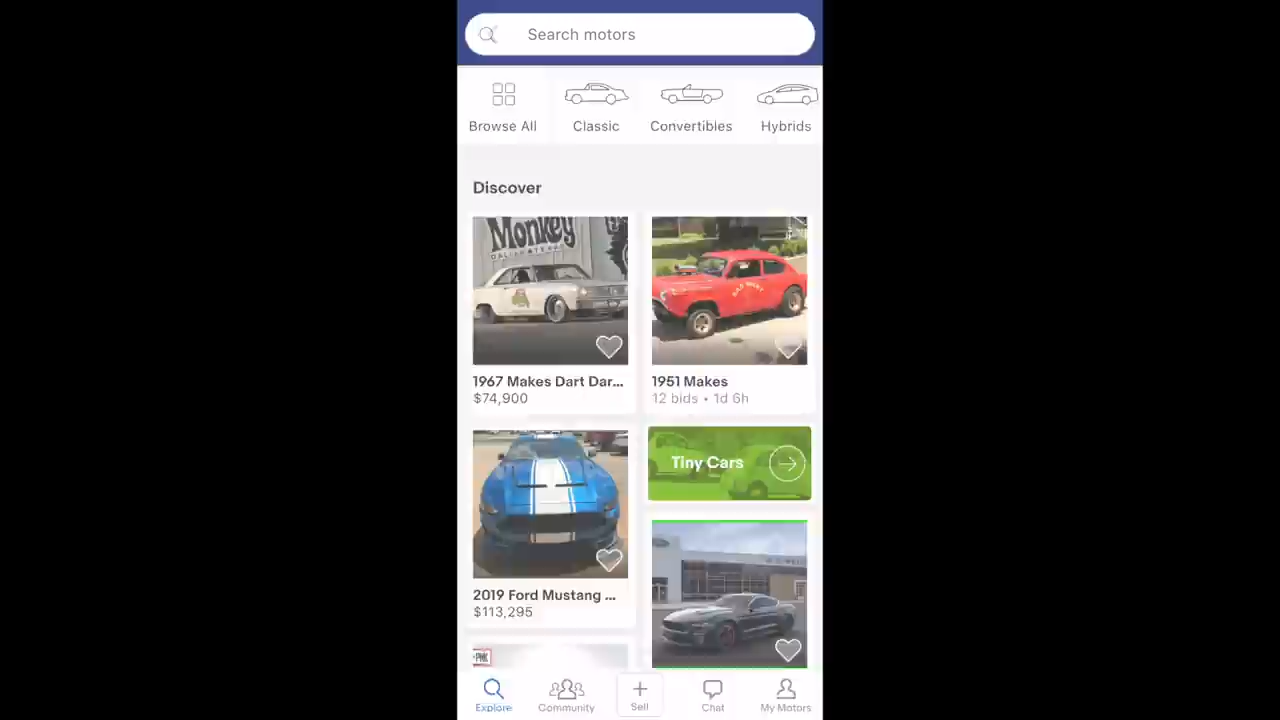 Search motors
Browse All
Classic
Convertibles
Hybrids
Discover
Monkey
1967 Makes Dart Dar...
$74,900
1951 Makes
12 bids • 1d 6h
Tiny Cars
2019 Ford Mustang ...
$113,295
Explore
Community
Sell
Chat
My Motors